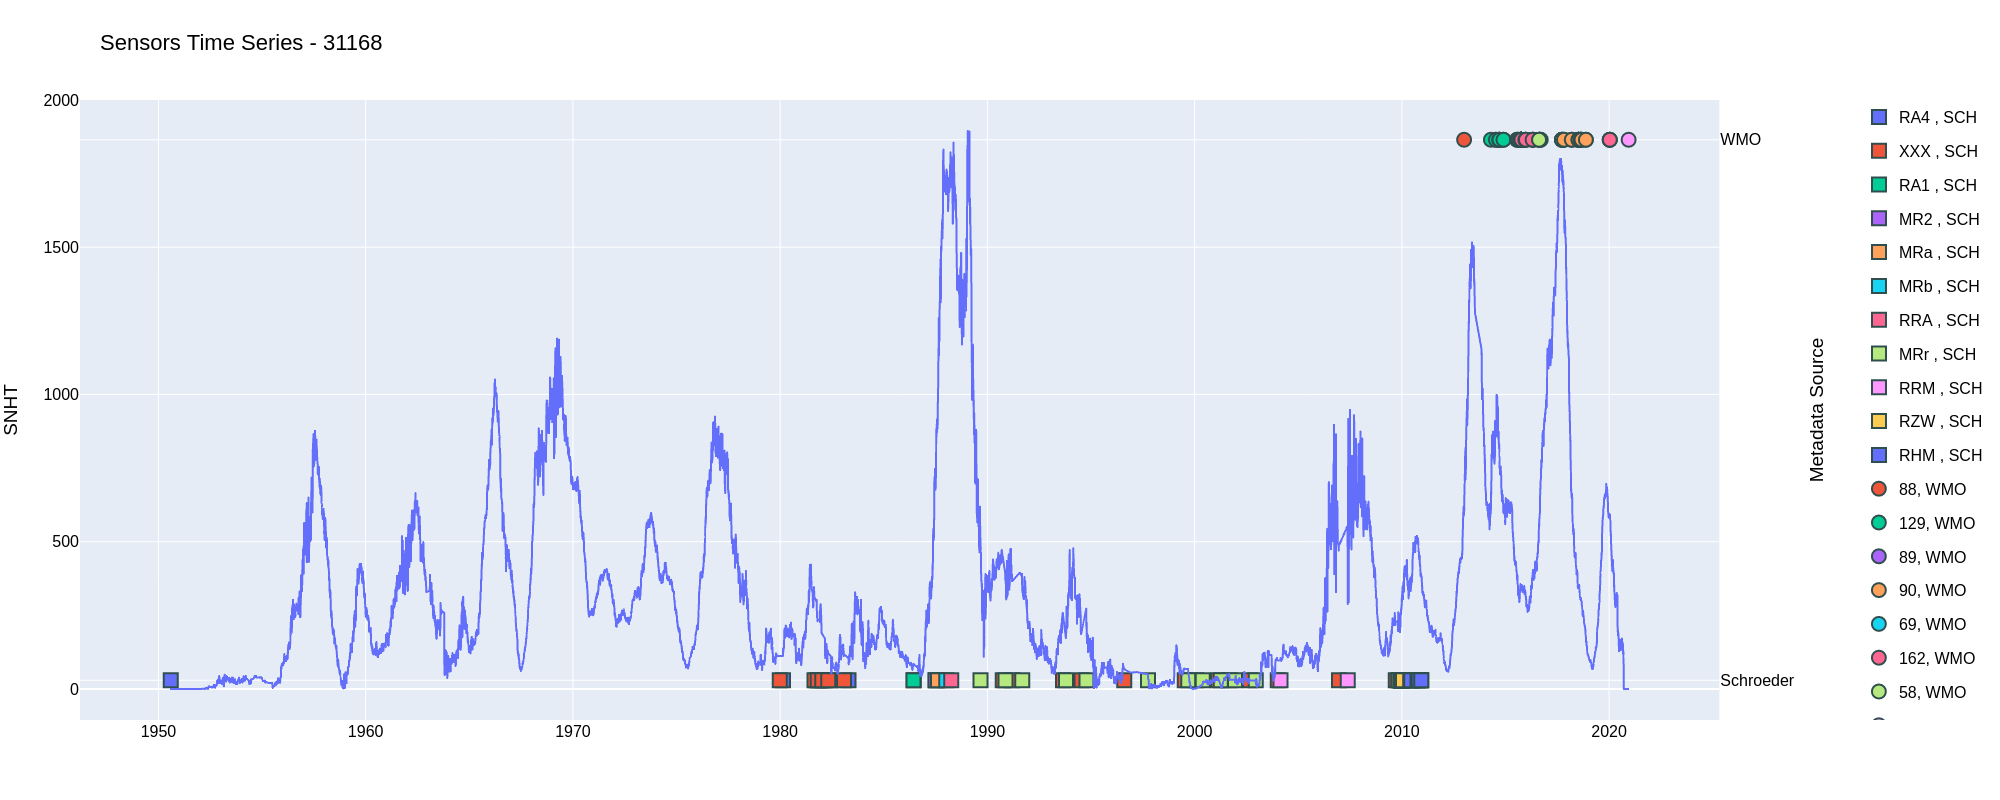 Sensors Time Series - 31168
2000
1500
1000
500
0
SNHT
1950 1960 1970 1980 1990 2000 2010 2020
WMO
Schroeder
Metadata Source
RA4 , SCH
XXX , SCH
RA1 , SCH
MR2 , SCH
MRa , SCH
MRb , SCH
RRA , SCH
MRr , SCH
RRM , SCH
RZW , SCH
RHM , SCH
88, WMO
129, WMO
89, WMO
90, WMO
69, WMO
162, WMO
58, WMO